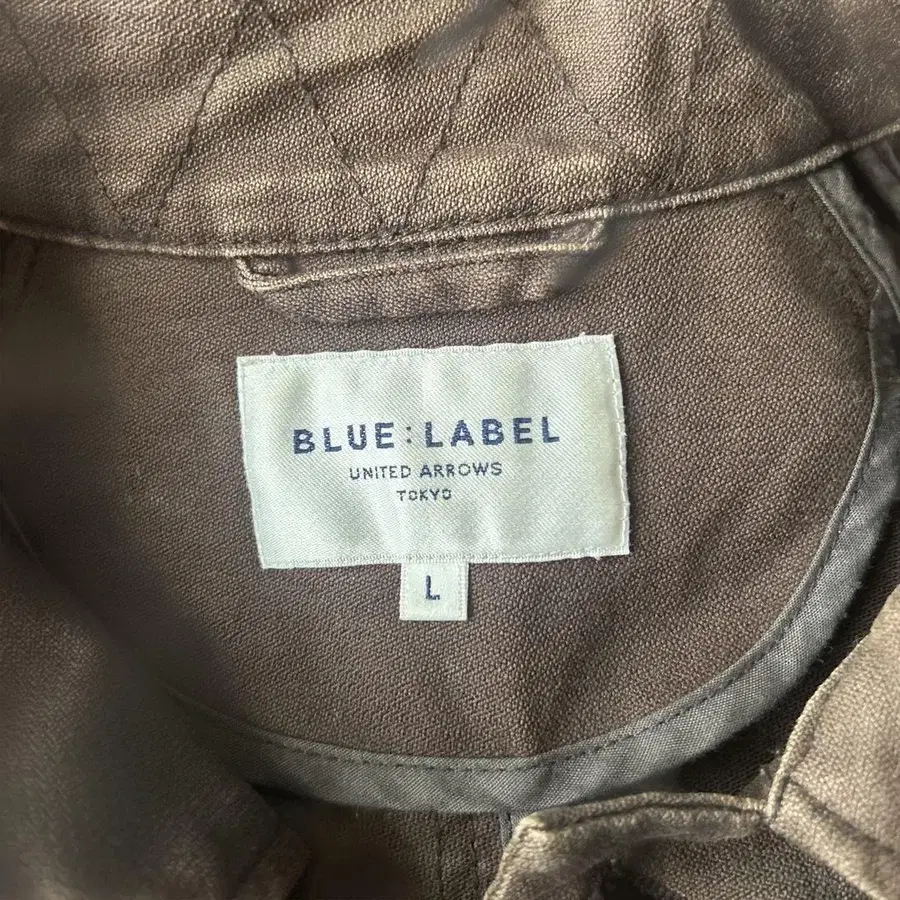 BLUE:LABEL
UNITED ARROWS
TOKYO
L